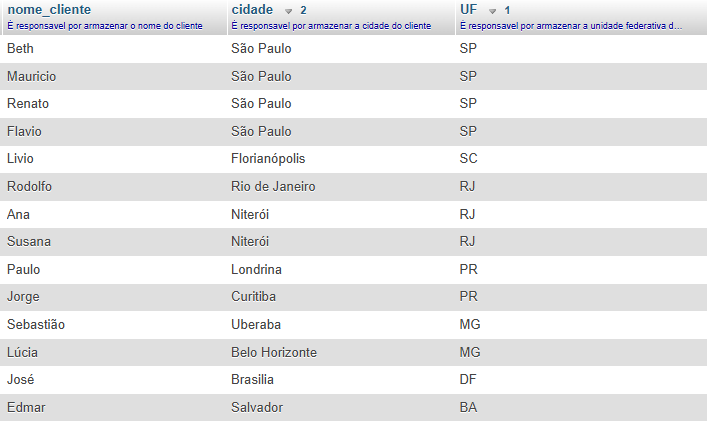 nome_cliente cidade 2 UF 1
É responsavel por armazenar o nome do cliente É responsavel por armazenar a cidade do cliente É responsavel por armazenar a unidade federativa d...
Beth São Paulo SP
Mauricio São Paulo SP
Renato São Paulo SP
Flavio São Paulo SP
Livio Florianópolis SC
Rodolfo Rio de Janeiro RJ
Ana Niterói RJ
Susana Niterói RJ
Paulo Londrina PR
Jorge Curitiba PR
Sebastião Uberaba MG
Lúcia Belo Horizonte MG
José Brasilia DF
Edmar Salvador BA